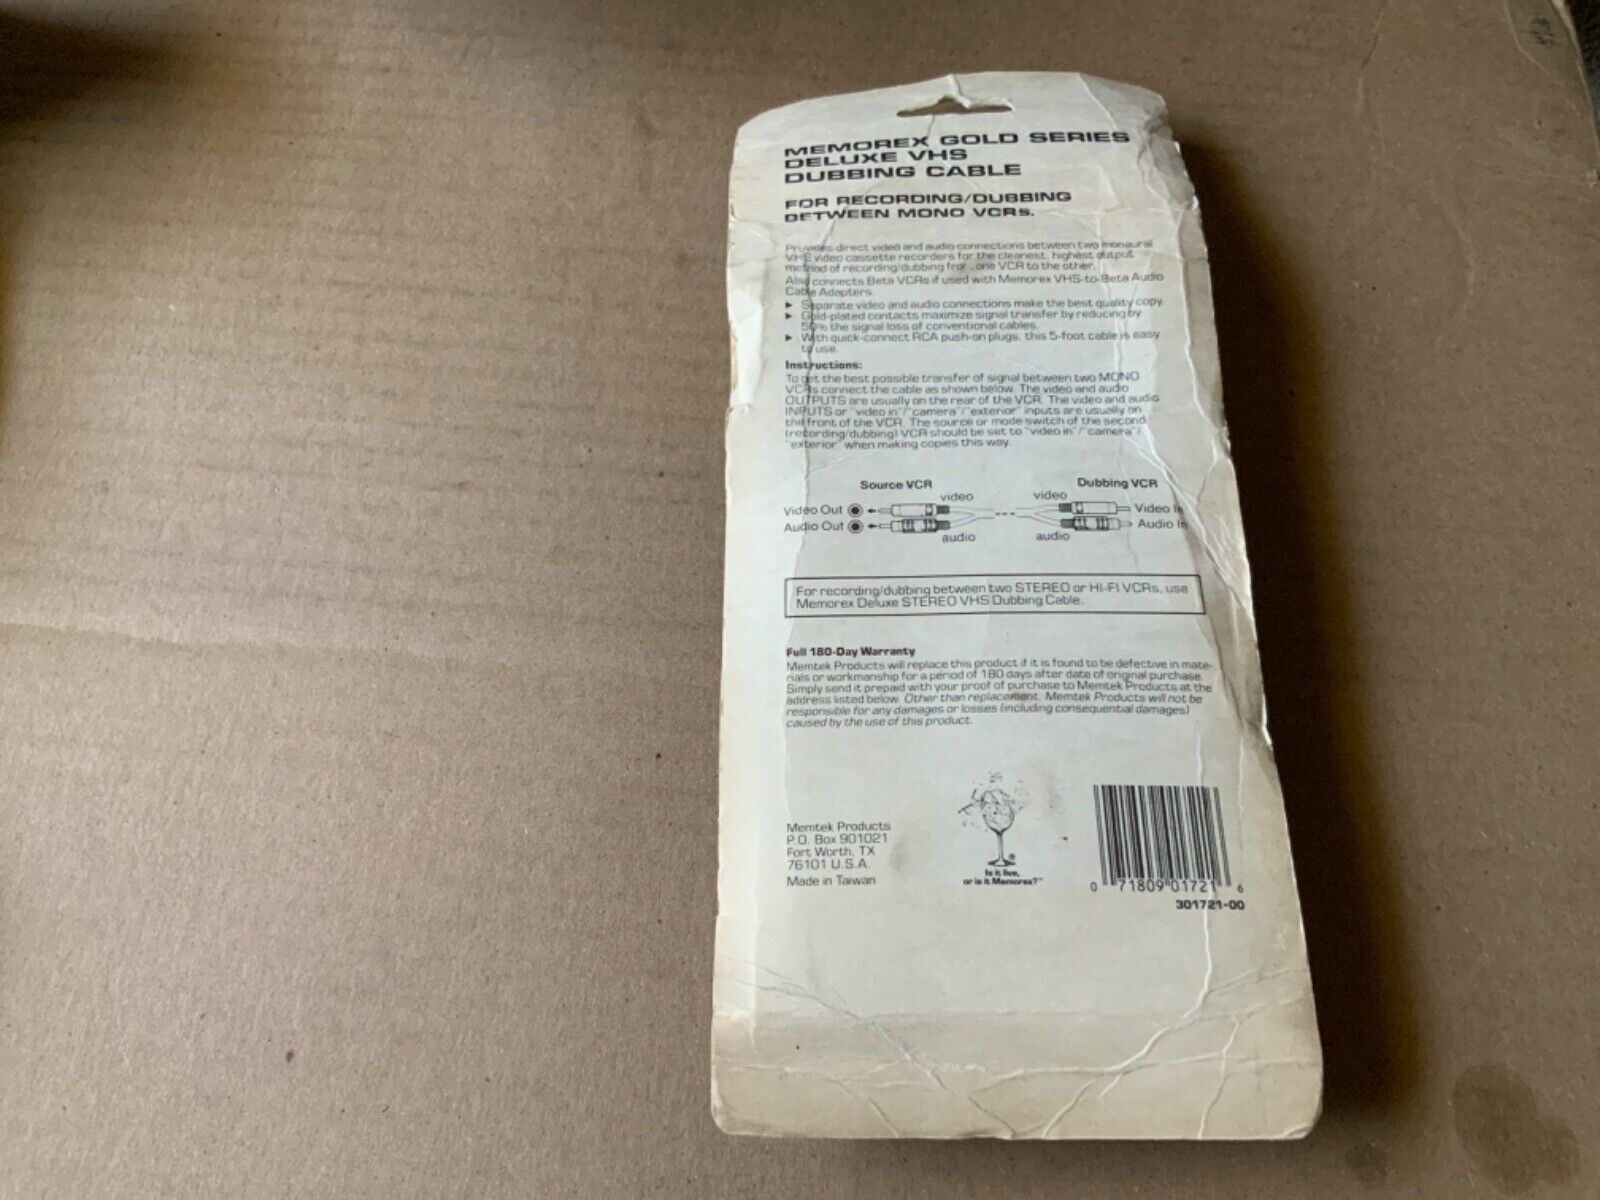 MEMOREX GOLD SERIES
DELUXE VHS
DUBBING CABLE
FOR RECORDING/DUBBING
BETWEEN MONO VCRs.
Provides direct video and audio connections between two monaural
VHS video cassette recorders for the cleanest, highest output
method of recording/dubbing from one VCR to the other.
Also connects Beta VCRs if used with Memorex VHS-to-Beta Audio
Cable Adapters.
► Separate video and audio connections make the best quality copy.
► Gold-plated contacts maximize signal transfer by reducing by
50% the signal loss of conventional cables.
► With quick-connect RCA push-on plugs, this 5-foot cable is easy
to use.
Instructions:
To get the best possible transfer of signal between two MONO
VCRs connect the cable as shown below. The video and audio
OUTPUTS are usually on the rear of the VCR. The video and audio
INPUTS or "video in"/"camera"/"exterior" inputs are usually on
the front of the VCR. The source or mode switch of the second
(recording/dubbing) VCR should be set to "video in"/"camera"/
"exterior" when making copies this way.
Source VCR Dubbing VCR
video video
Video Out Video In
Audio Out Audio In
audio audio
For recording/dubbing between two STEREO or HI-FI VCRs, use
Memorex Deluxe STEREO VHS Dubbing Cable.
Full 180-Day Warranty
Memtek Products will replace this product if it is found to be defective in mate-
rials or workmanship for a period of 180 days after date of original purchase.
Simply send it prepaid with your proof of purchase to Memtek Products at the
address listed below. Other than replacement, Memtek Products will not be
responsible for any damages or losses (including consequential damages)
caused by the use of this product.
Memtek Products
P.O. Box 901021
Fort Worth, TX
76101 U.S.A.
Made in Taiwan
®
Is it live,
or is it Memorex?™
0 71809 01721 6
301721-00